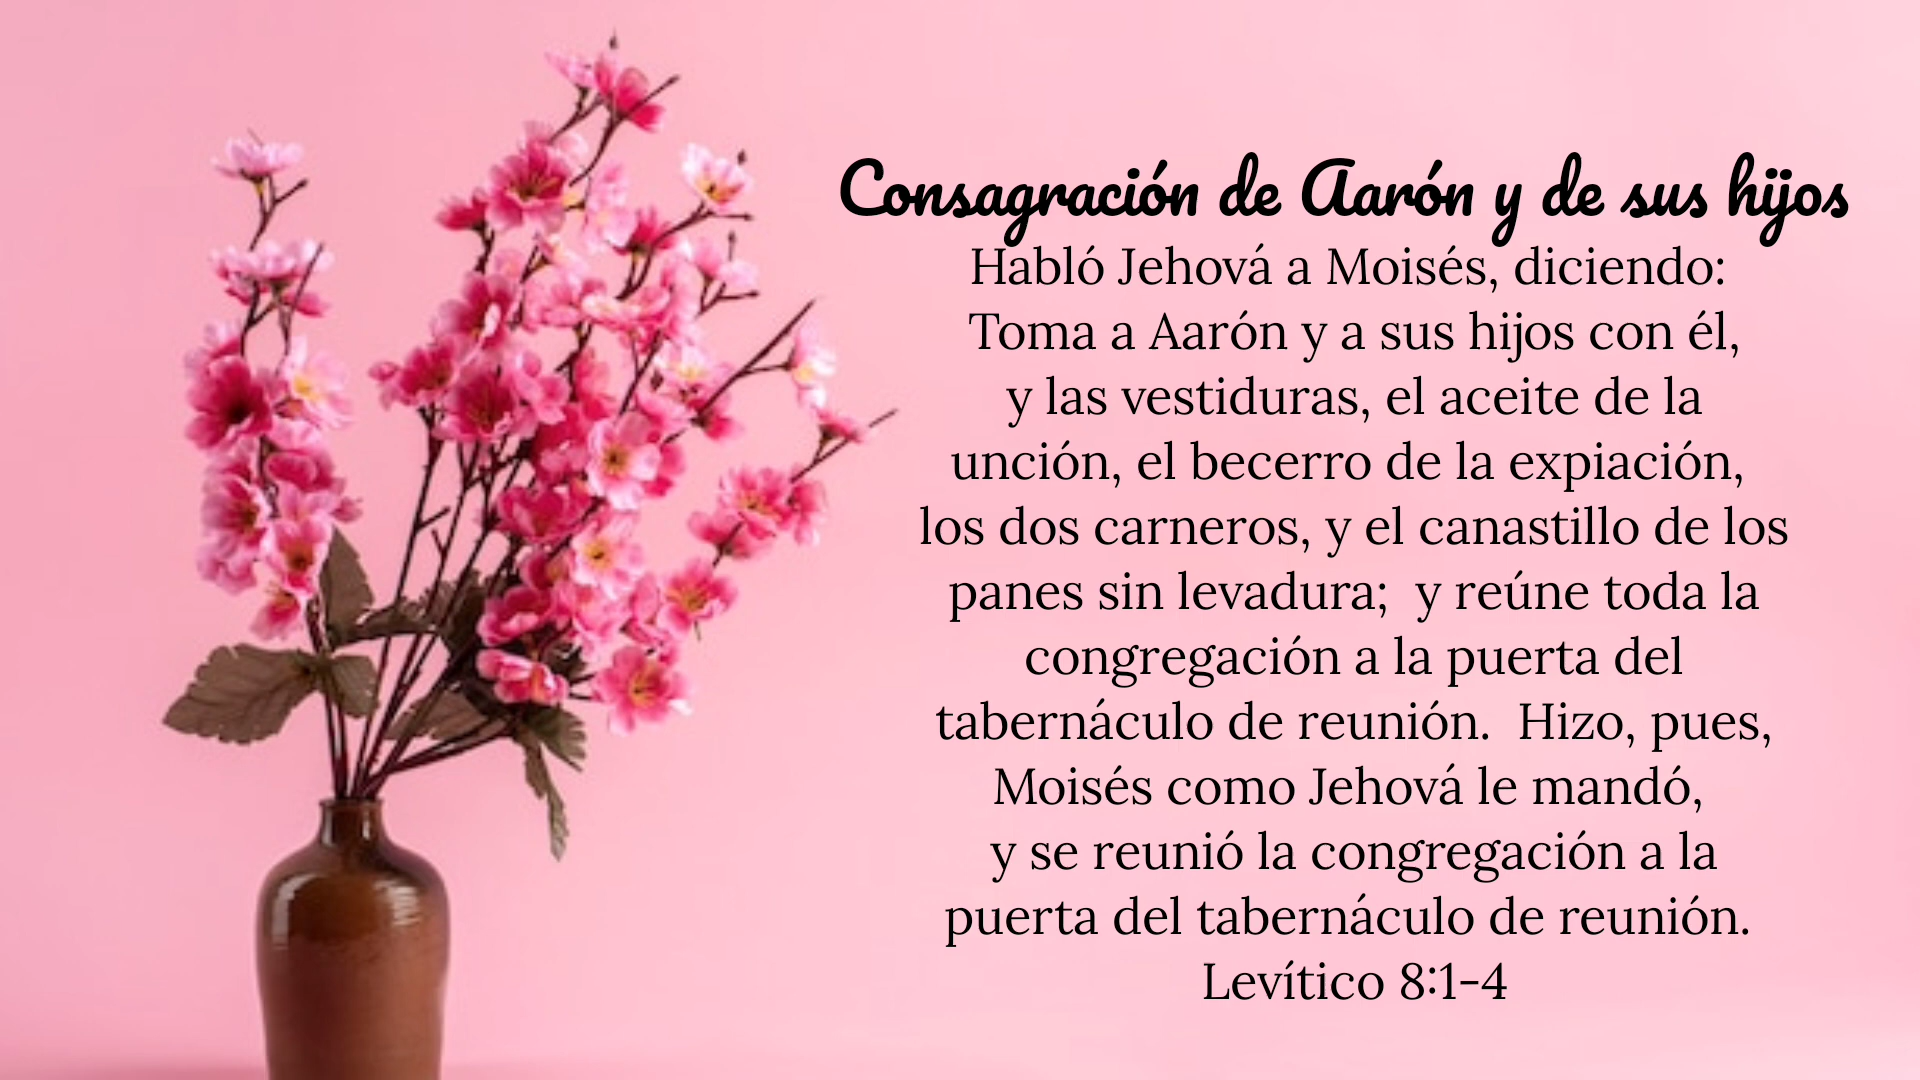 Consagración de Aarón y de sus hijos
Habló Jehová a Moisés, diciendo:
Toma a Aarón y a sus hijos con él,
y las vestiduras, el aceite de la
unción, el becerro de la expiación,
los dos carneros, y el canastillo de los
panes sin levadura;  y reúne toda la
congregación a la puerta del
tabernáculo de reunión.  Hizo, pues,
Moisés como Jehová le mandó,
y se reunió la congregación a la
puerta del tabernáculo de reunión.
Levítico 8:1-4